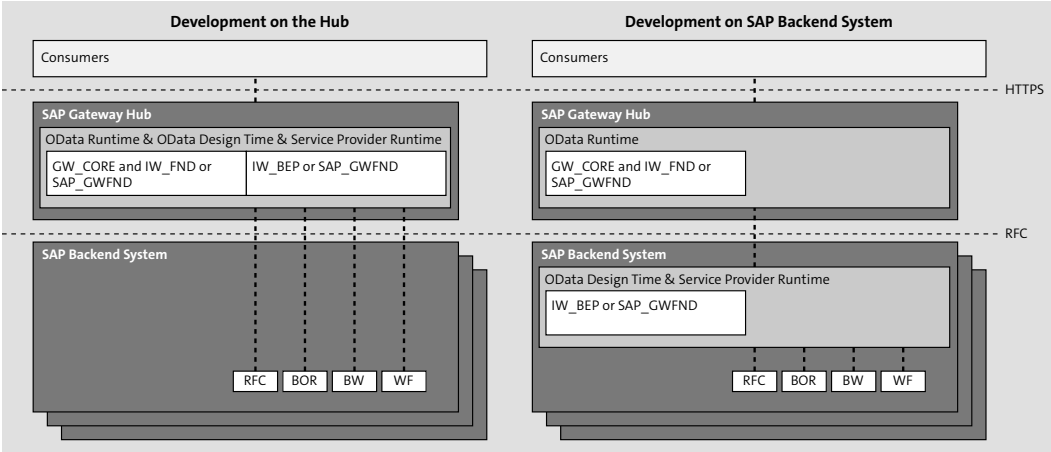 Development on the Hub
Consumers
SAP Gateway Hub
OData Runtime & OData Design Time & Service Provider Runtime
GW_CORE and IW_FND or
SAP_GWFND
IW_BEP or SAP_GWFND
SAP Backend System
RFC
BOR
BW
WF
Development on SAP Backend System
Consumers
HTTPS
SAP Gateway Hub
OData Runtime
GW_CORE and IW_FND or
SAP_GWFND
RFC
SAP Backend System
OData Design Time & Service Provider Runtime
IW_BEP or SAP_GWFND
RFC
BOR
BW
WF